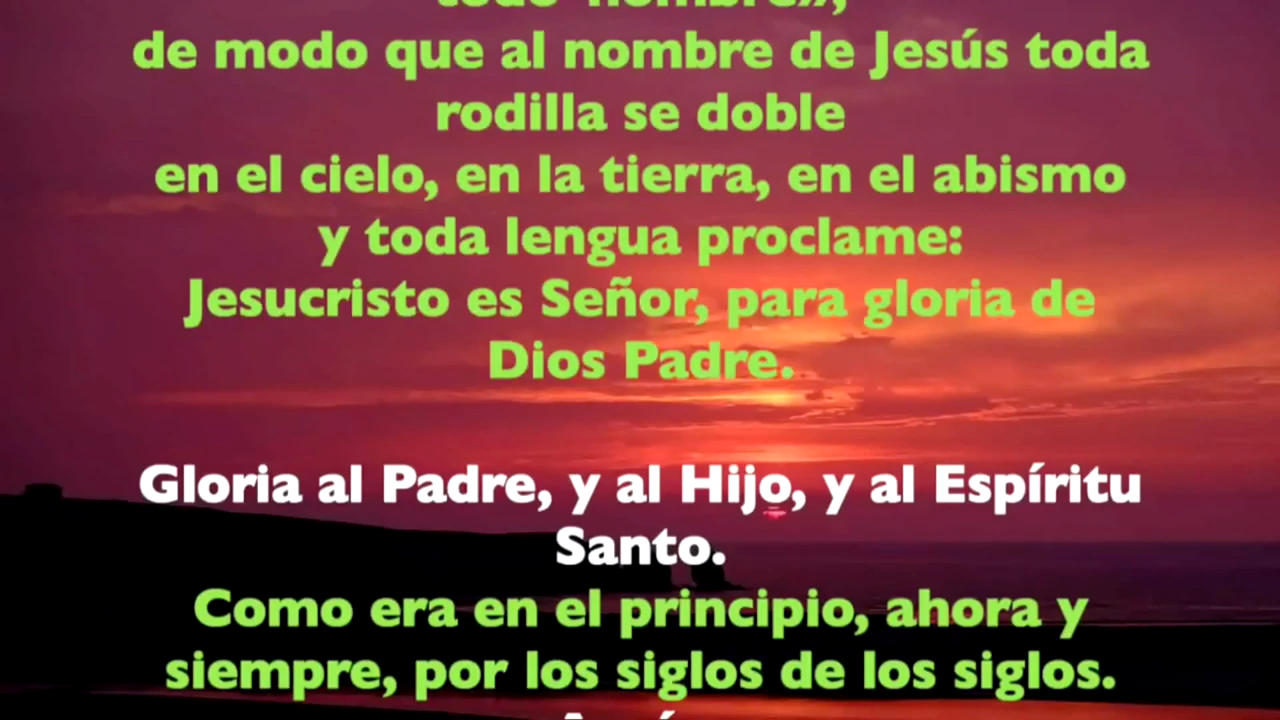 todo-nombre»,
de modo que al nombre de Jesús toda
rodilla se doble
en el cielo, en la tierra, en el abismo
y toda lengua proclame:
Jesucristo es Señor, para gloria de
Dios Padre.
Gloria al Padre, y al Hijo, y al Espíritu
Santo.
Como era en el principio, ahora y
siempre, por los siglos de los siglos.